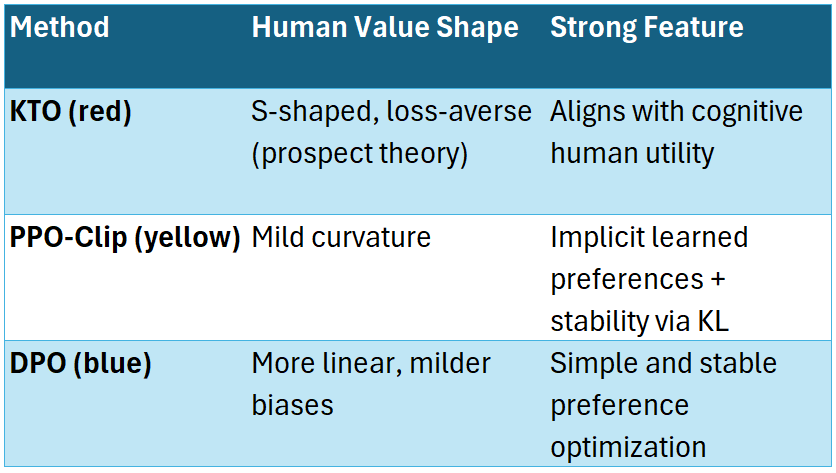 Method Human Value Shape Strong Feature
KTO (red) S-shaped, loss-averse Aligns with cognitive
(prospect theory) human utility
PPO-Clip (yellow) Mild curvature Implicit learned
preferences +
stability via KL
DPO (blue) More linear, milder Simple and stable
biases preference
optimization